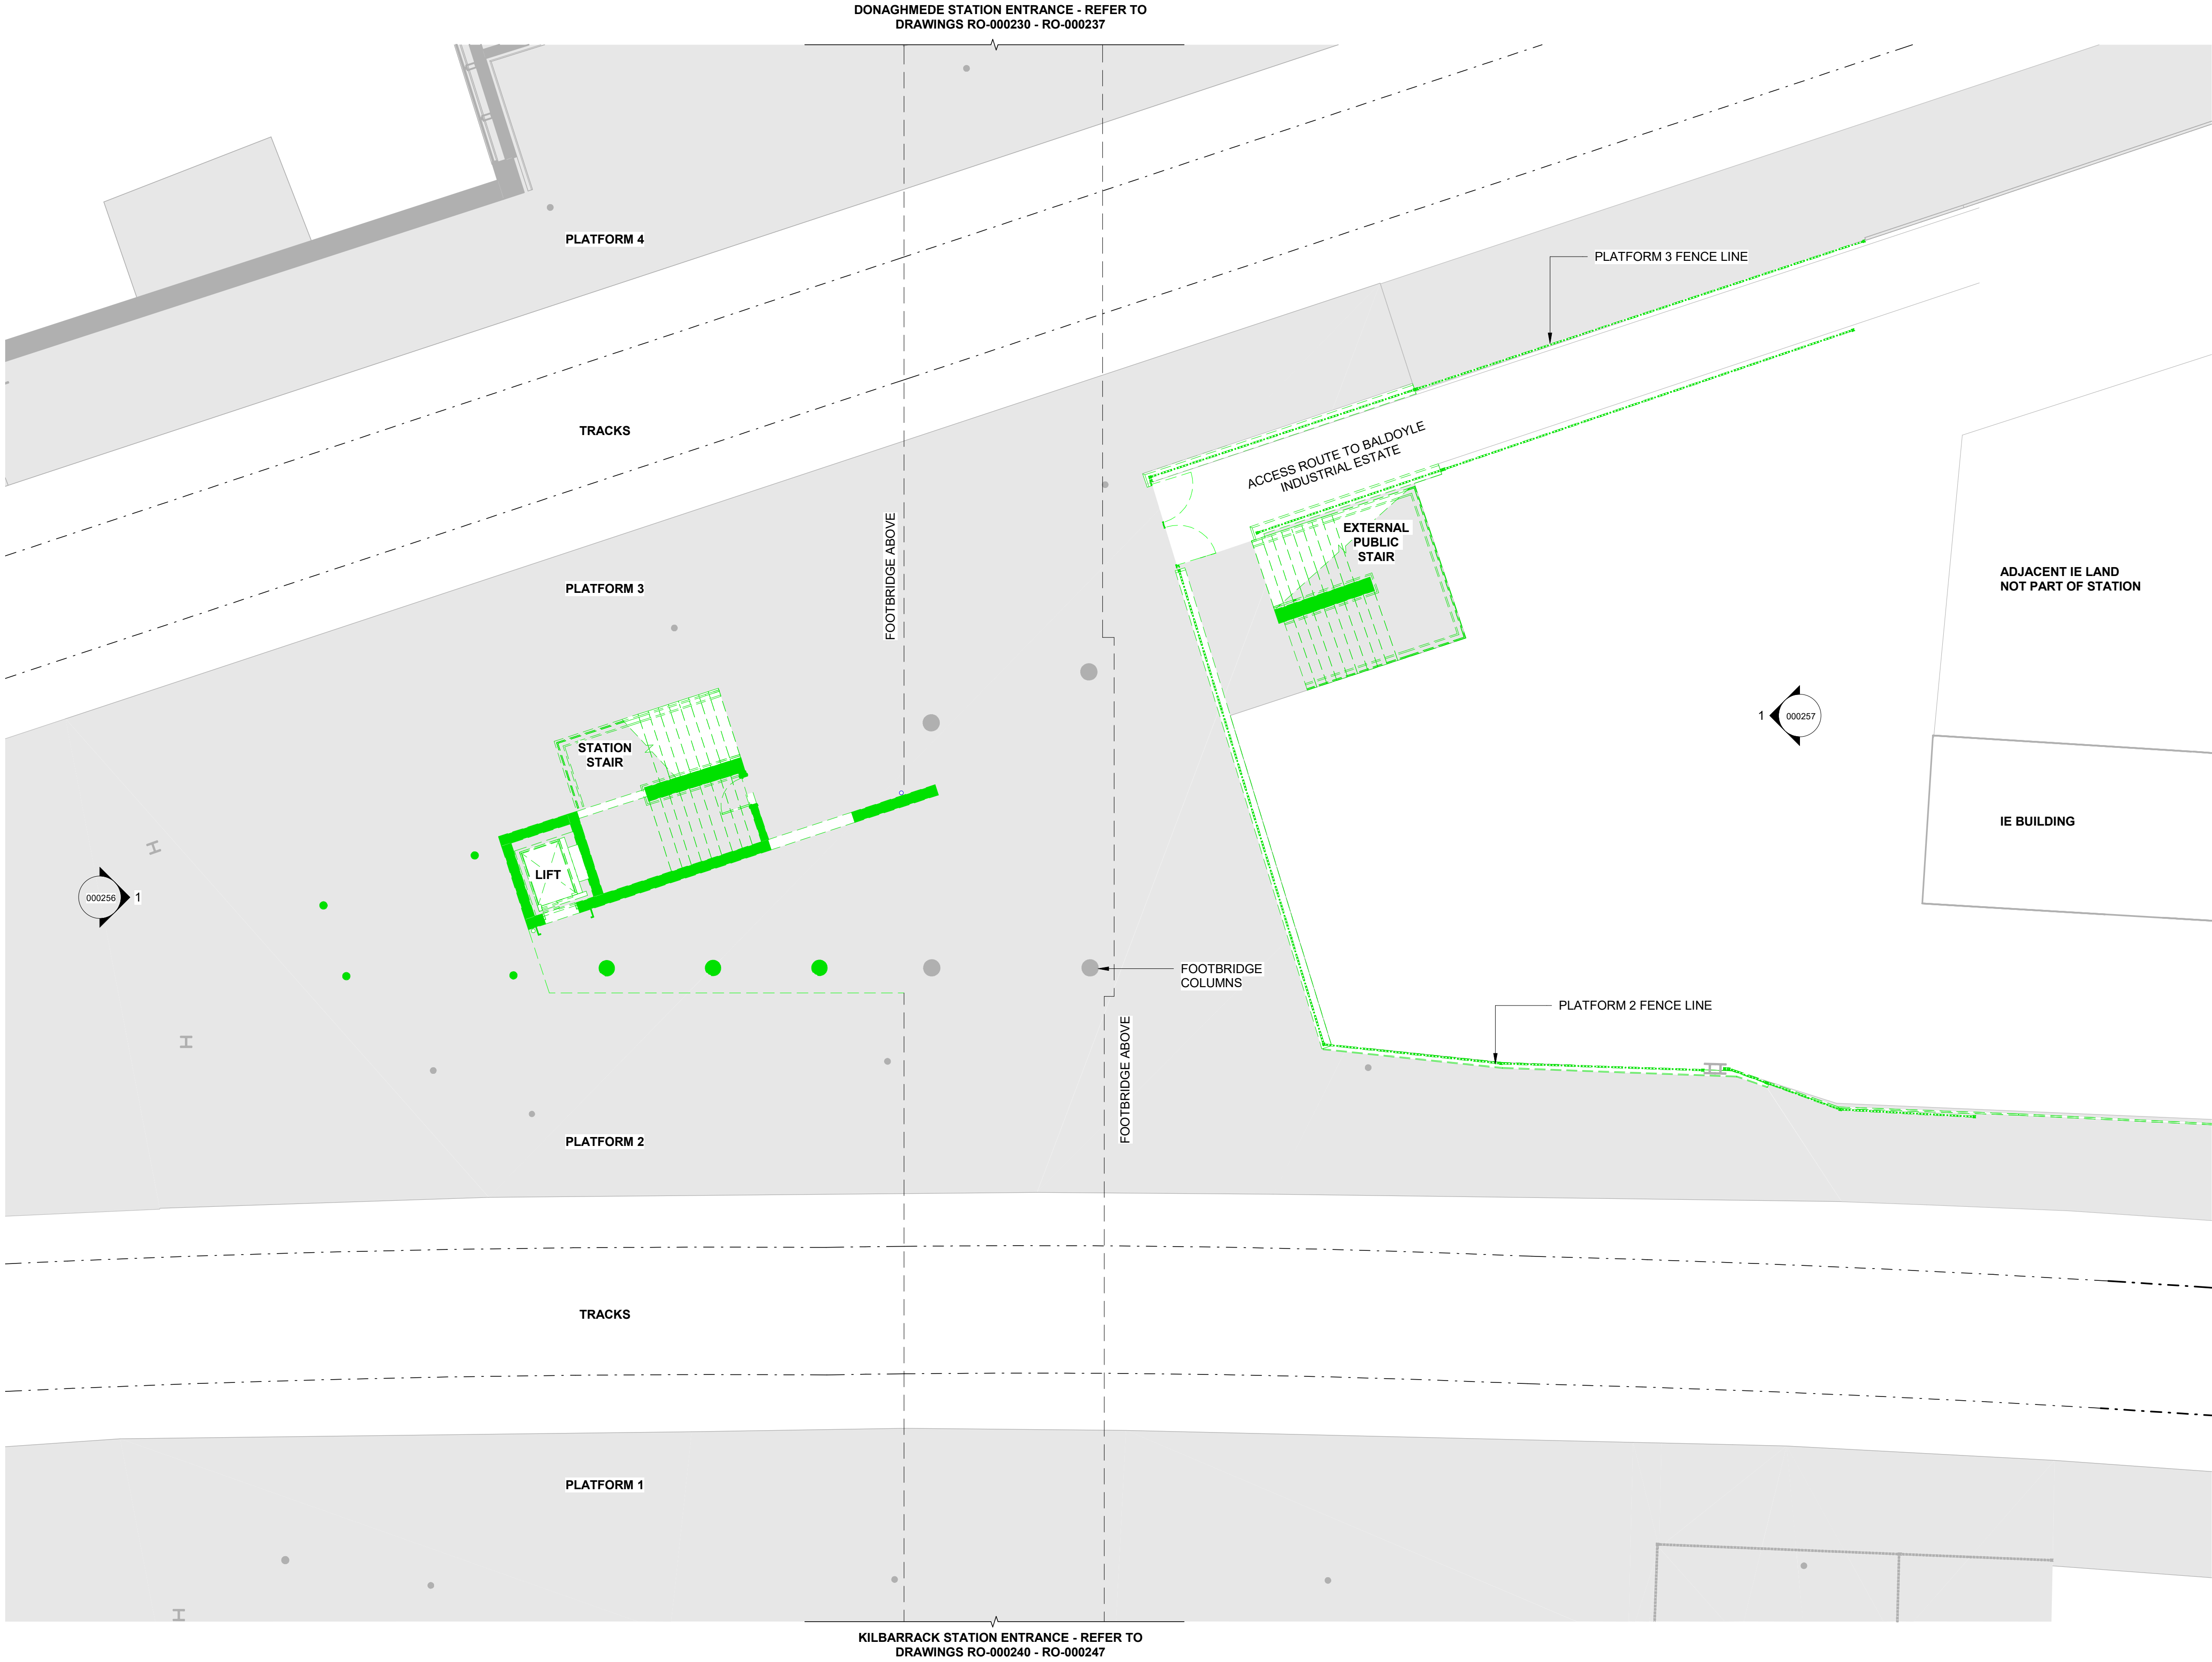 DONAGHMEDE STATION ENTRANCE - REFER TO
DRAWINGS RO-000230 - RO-000237
PLATFORM 4
PLATFORM 3 FENCE LINE
TRACKS
ACCESS ROUTE TO BALDOYLE
INDUSTRIAL ESTATE
FOOTBRIDGE ABOVE
EXTERNAL
PUBLIC
STAIR
PLATFORM 3
ADJACENT IE LAND
NOT PART OF STATION
1
000257
STATION
STAIR
IE BUILDING
LIFT
000256
1
FOOTBRIDGE
COLUMNS
PLATFORM 2 FENCE LINE
FOOTBRIDGE ABOVE
PLATFORM 2
TRACKS
PLATFORM 1
KILBARRACK STATION ENTRANCE - REFER TO
DRAWINGS RO-000240 - RO-000247